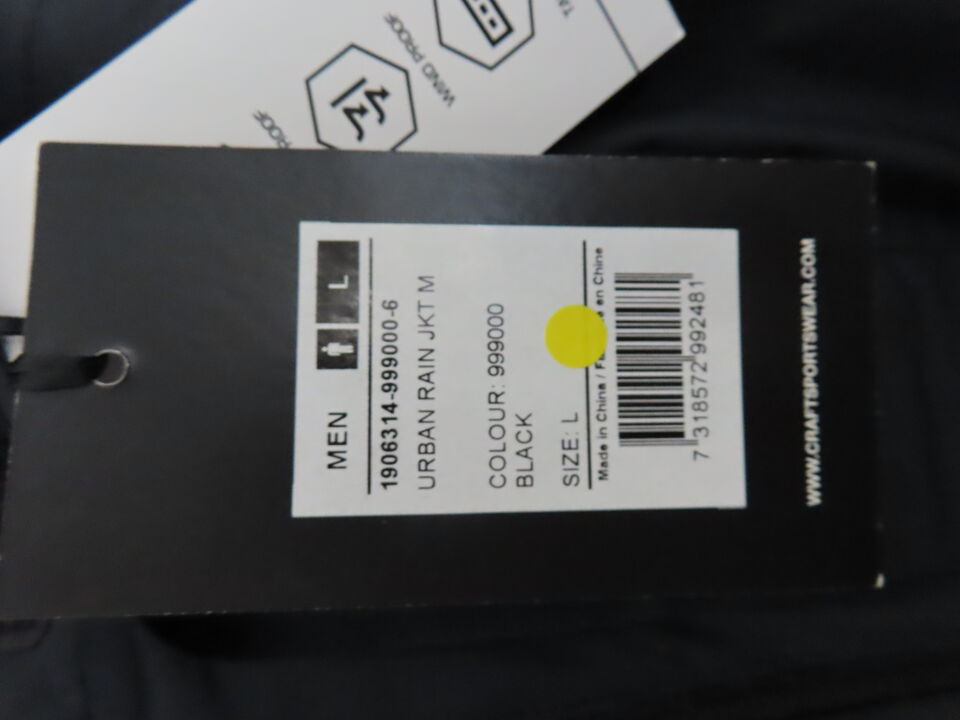 MEN
L
1906314-999000-6
URBAN RAIN JKT M
COLOUR: 999000
BLACK
SIZE: L
Made in China / en Chine
7 318572 992481
WWW.CRAFTSPORTSWEAR.COM
WIND PROOF
PROOF